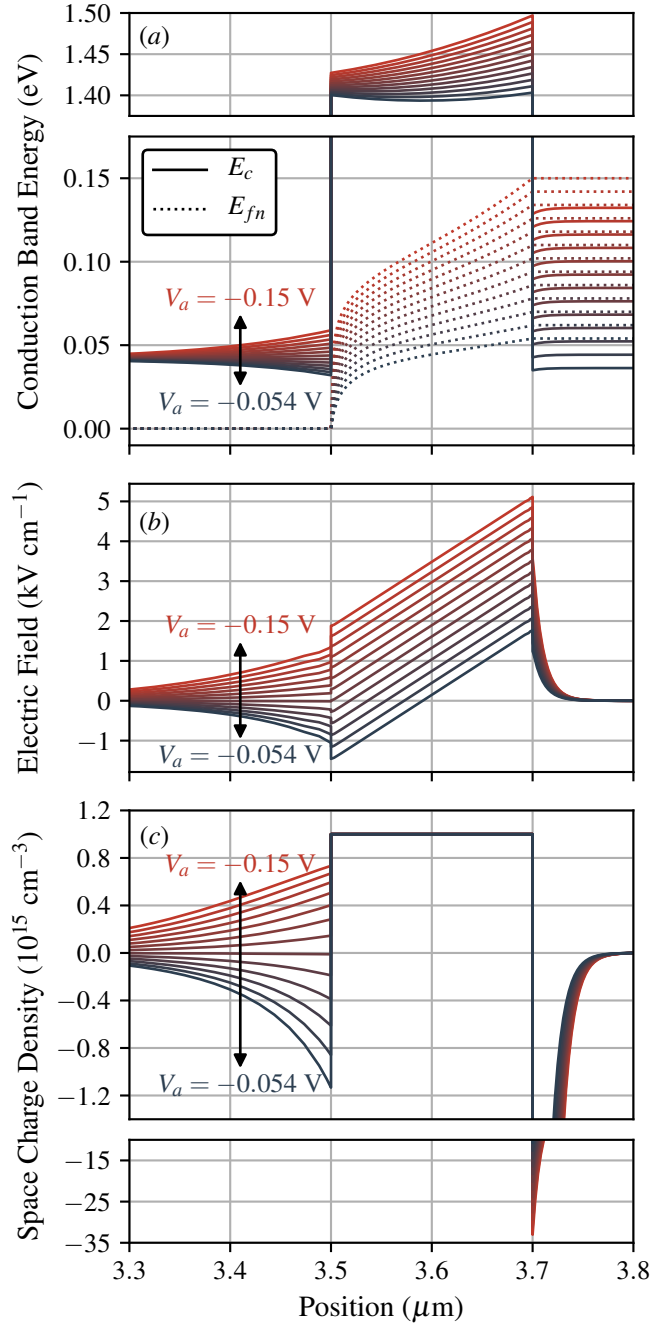 (a)
1.50
1.45
1.40
Conduction Band Energy (eV)
E_c
E_{fn}
0.15
0.10
V_a = −0.15 V
0.05
V_a = −0.054 V
0.00
(b)
5
4
3
2
1
0
−1
Electric Field (kV cm⁻¹)
V_a = −0.15 V
V_a = −0.054 V
(c)
1.2
0.8
0.4
0.0
−0.4
−0.8
−1.2
−15
−25
−35
Space Charge Density (10¹⁵ cm⁻³)
V_a = −0.15 V
V_a = −0.054 V
3.3 3.4 3.5 3.6 3.7 3.8
Position (μm)